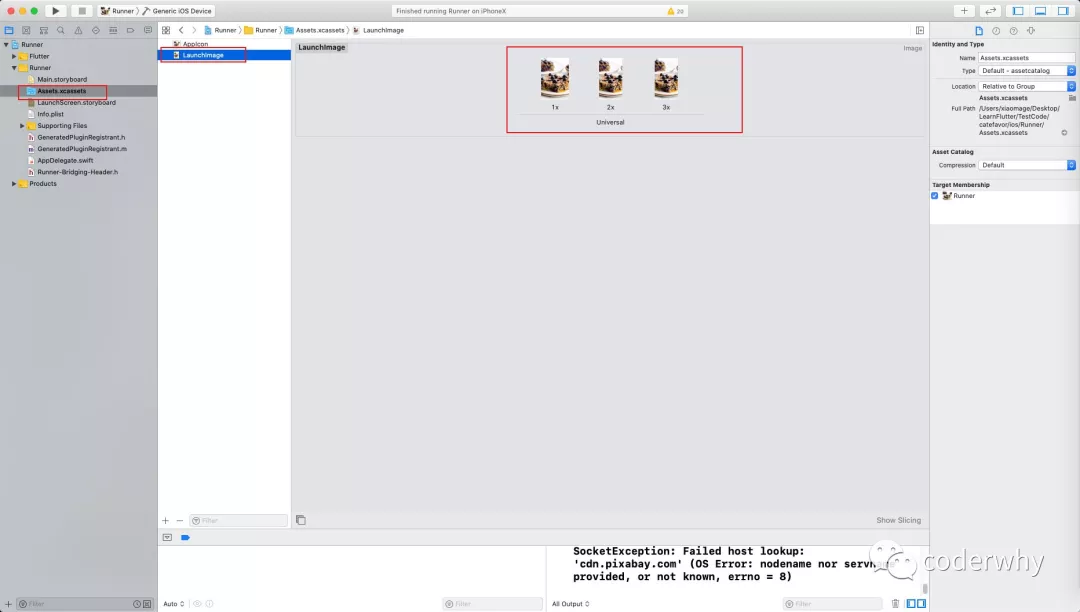 Runner
Generic iOS Device
Finished running Runner on iPhoneX
28
Runner
Runner
Assets.xcassets
LaunchImage
Runner
Flutter
Runner
Main.storyboard
Assets.xcassets
LaunchScreen.storyboard
Info.plist
Supporting Files
GeneratedPluginRegistrant.h
GeneratedPluginRegistrant.m
AppDelegate.swift
Runner-Bridging-Header.h
Products
AppIcon
LaunchImage
LaunchImage
Image
1x
2x
3x
Universal
Identity and Type
Name Assets.xcassets
Type Default - assetcatalog
Location Relative to Group
Assets.xcassets
Full Path /Users/xiaomage/Desktop/
LearnFlutter/TestCode/
catefavor/ios/Runner/
Assets.xcassets
Asset Catalog
Compression Default
Target Membership
Runner
Filter
Show Slicing
SocketException: Failed host lookup:
'cdn.pixabay.com' (OS Error: nodename nor
provided, or not known, errno = 8)
coderwhy
Filter
Auto
Filter
All Output
Filter